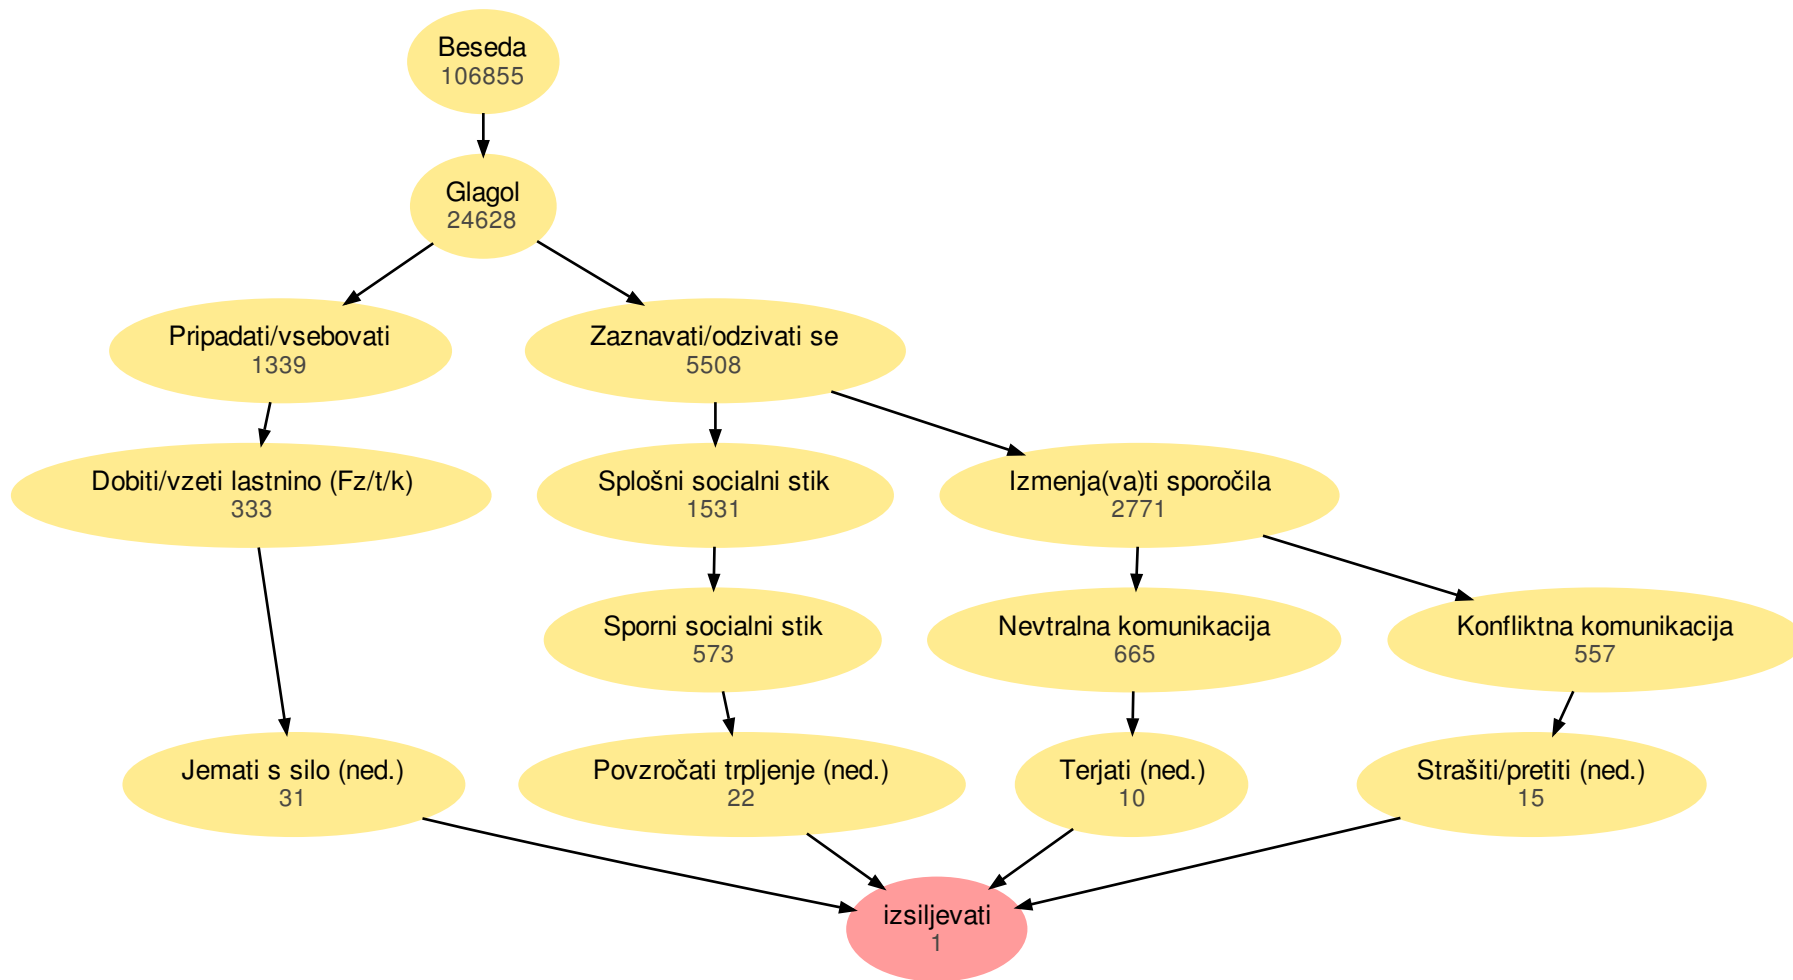 Beseda
106855
Glagol
24628
Pripadati/vsebovati
1339
Zaznavati/odzivati se
5508
Dobiti/vzeti lastnino (Fz/t/k)
333
Splošni socialni stik
1531
Izmenja(va)ti sporočila
2771
Sporni socialni stik
573
Nevtralna komunikacija
665
Konfliktna komunikacija
557
Jemati s silo (ned.)
31
Povzročati trpljenje (ned.)
22
Terjati (ned.)
10
Strašiti/pretiti (ned.)
15
izsiljevati
1